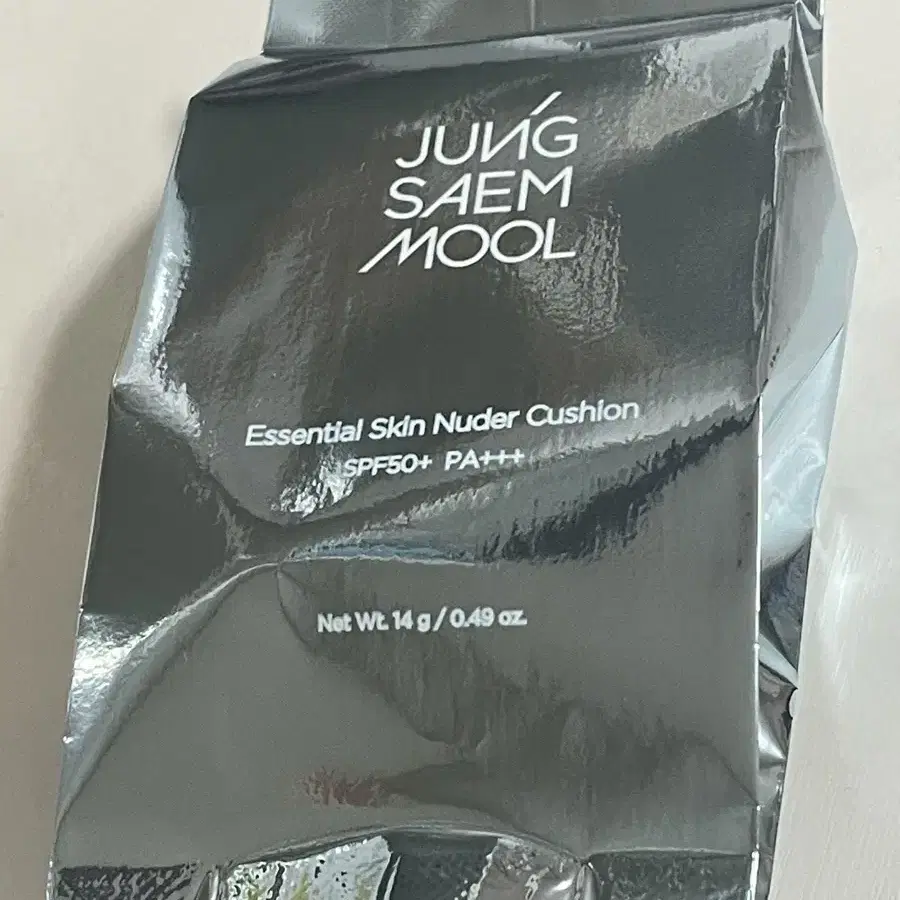 JUNG
SAEM
MOOL
Essential Skin Nuder Cushion
SPF50+ PA+++
Net Wt. 14 g / 0.49 oz.